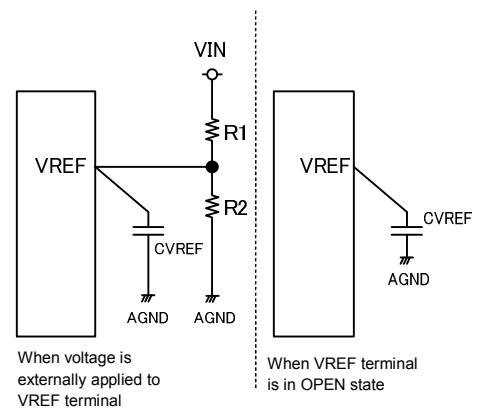 VIN
R1
VREF
R2
CVREF
AGND
AGND
When voltage is
externally applied to
VREF terminal
VREF
CVREF
AGND
When VREF terminal
is in OPEN state